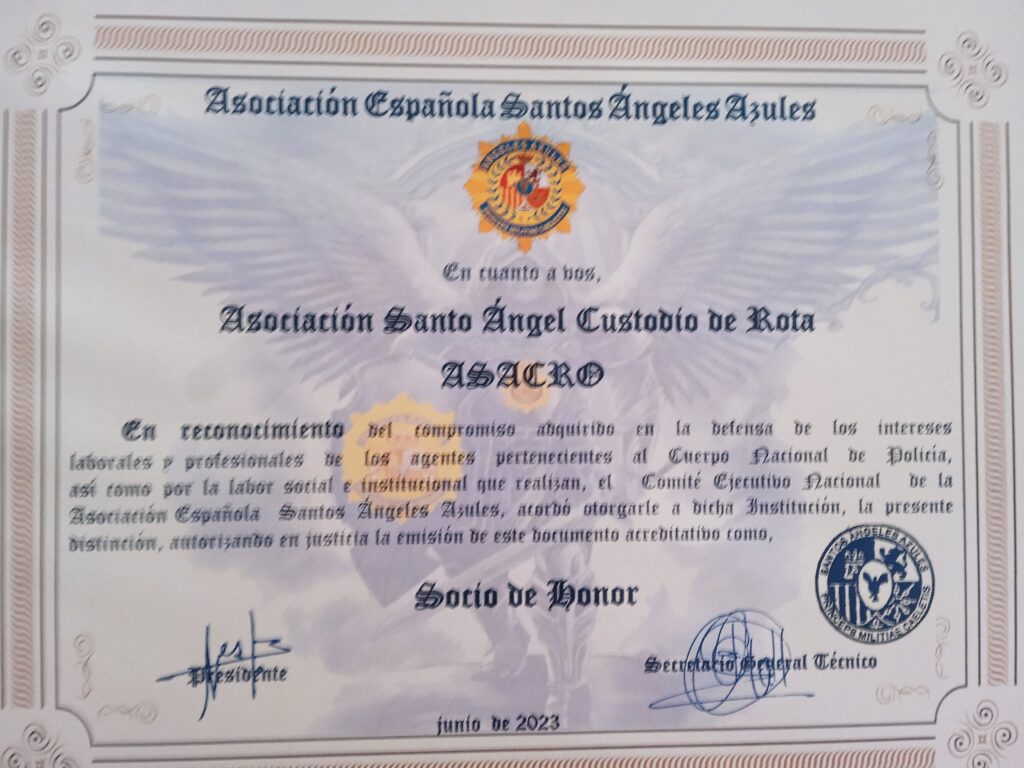 Asociación Española Santos Ángeles Azules
ÁNGELES AZULES
En cuanto a vos,
Asociación Santo Ángel Custodio de Rota
ASACRO
En reconocimiento del compromiso adquirido en la defensa de los intereses
laborales y profesionales de los agentes pertenecientes al Cuerpo Nacional de Policía,
así como por la labor social e institucional que realizan, el Comité Ejecutivo Nacional de la
Asociación Española Santos Ángeles Azules, acordó otorgarle a dicha Institución, la presente
distinción, autorizando en justicia la emisión de este documento acreditativo como,
SANTOS ÁNGELES AZULES
PRINCEPS MILITIAE CAELESTIS
Socio de Honor
Presidente
Secretario General Técnico
junio de 2023